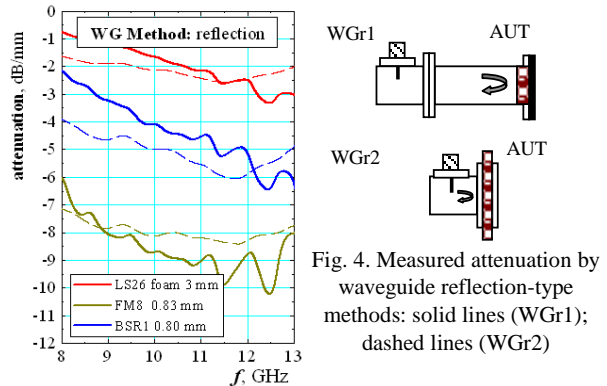 WG Method: reflection
attenuation, dB/mm
0
-1
-2
-3
-4
-5
-6
-7
-8
-9
-10
-11
-12
LS26 foam 3 mm
FM8 0.83 mm
BSR1 0.80 mm
8 9 10 11 12 13
f, GHz
WGr1 AUT
WGr2 AUT
Fig. 4. Measured attenuation by
waveguide reflection-type
methods: solid lines (WGr1);
dashed lines (WGr2)